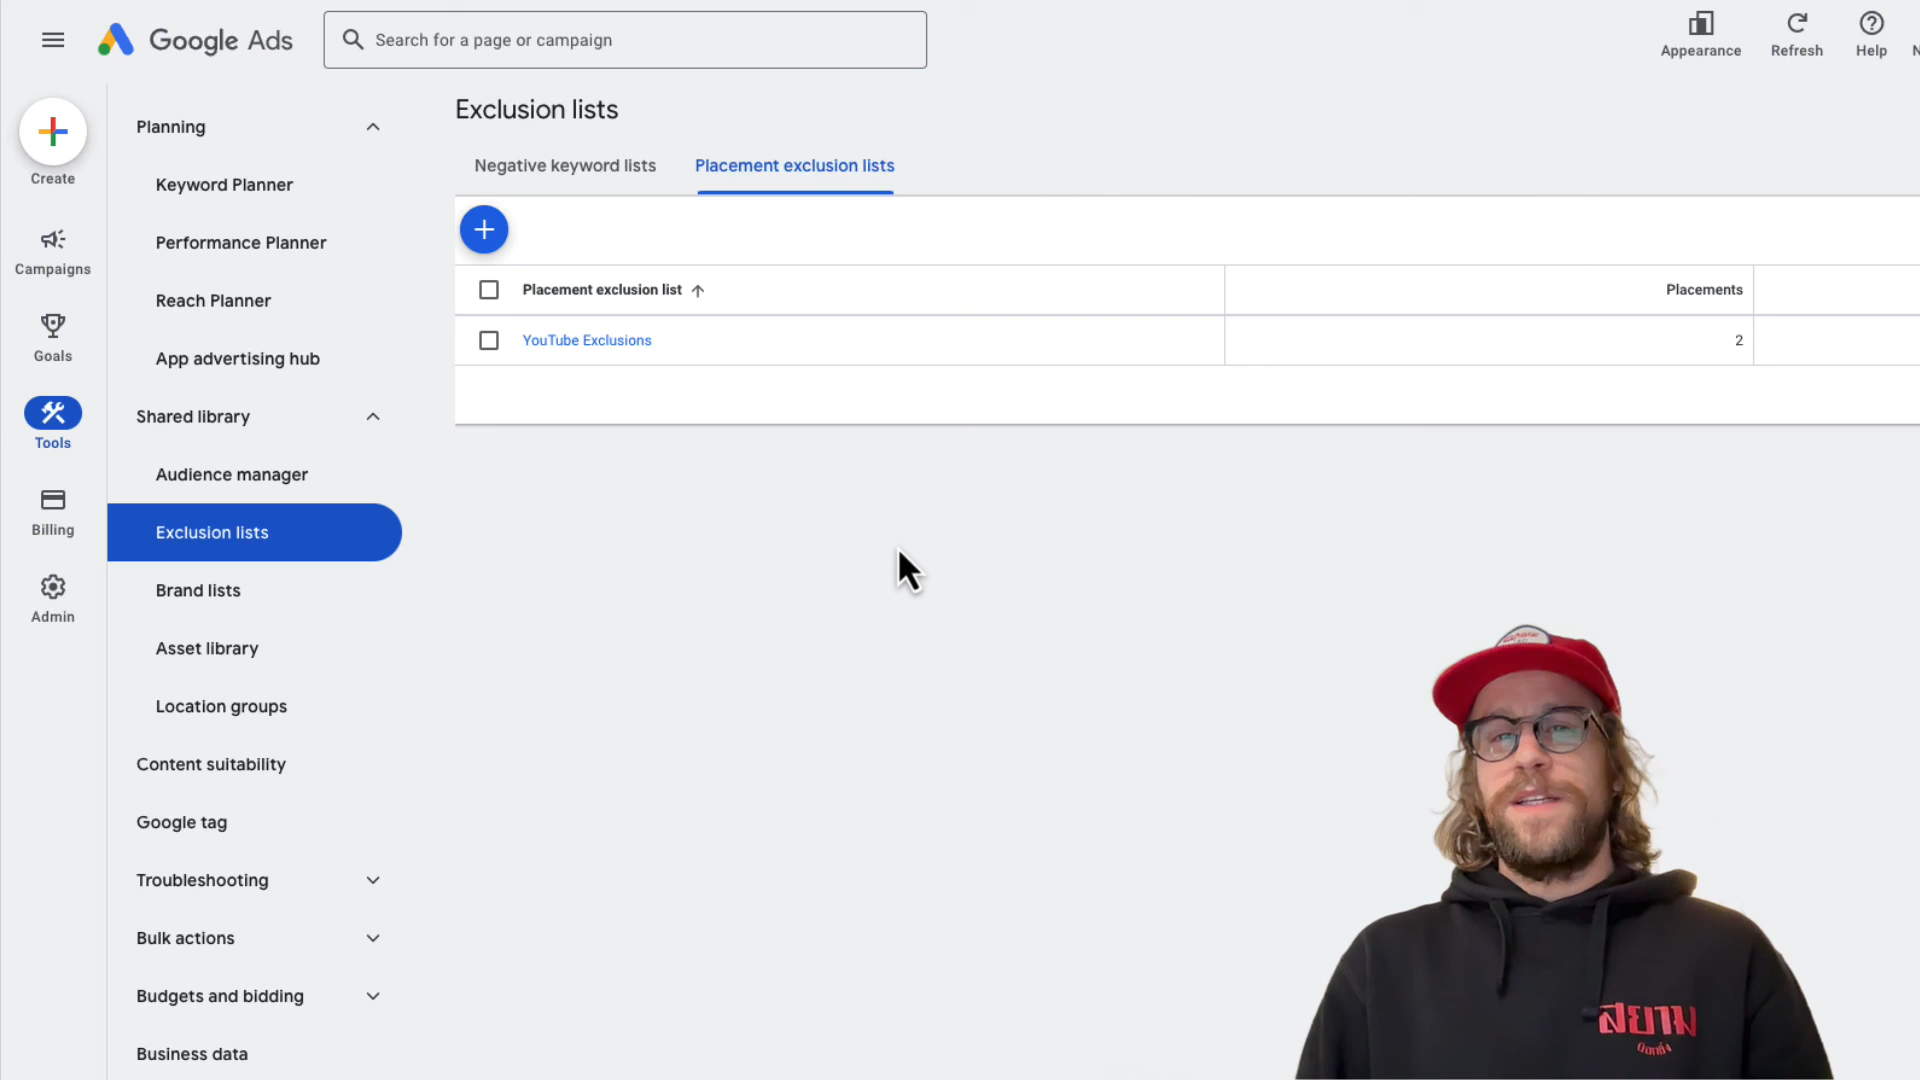 Google Ads
Search for a page or campaign
Appearance
Refresh
Help
Create
Campaigns
Goals
Tools
Billing
Admin
Planning
Keyword Planner
Performance Planner
Reach Planner
App advertising hub
Shared library
Audience manager
Exclusion lists
Brand lists
Asset library
Location groups
Content suitability
Google tag
Troubleshooting
Bulk actions
Budgets and bidding
Business data
Exclusion lists
Negative keyword lists
Placement exclusion lists
Placement exclusion list
Placements
YouTube Exclusions
2
สยาม